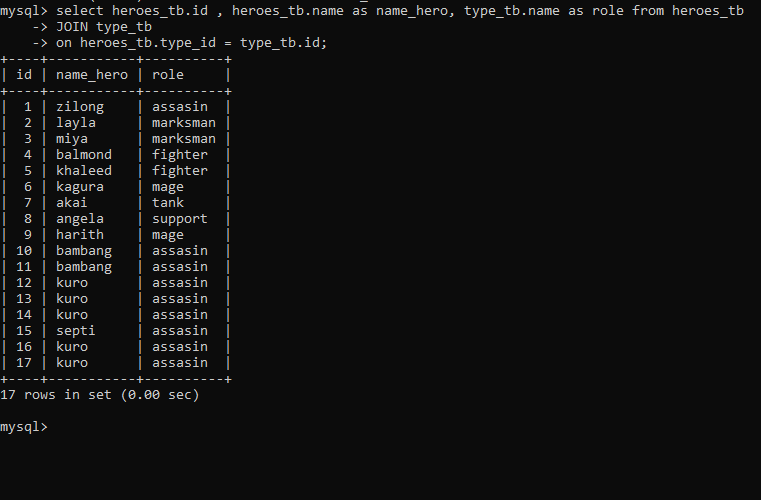 mysql> select heroes_tb.id , heroes_tb.name as name_hero, type_tb.name as role from heroes_tb
    -> JOIN type_tb
    -> on heroes_tb.type_id = type_tb.id;
+----+-----------+----------+
| id | name_hero | role     |
+----+-----------+----------+
|  1 | zilong    | assasin  |
|  2 | layla     | marksman |
|  3 | miya      | marksman |
|  4 | balmond   | fighter  |
|  5 | khaleed   | fighter  |
|  6 | kagura    | mage     |
|  7 | akai      | tank     |
|  8 | angela    | support  |
|  9 | harith    | mage     |
| 10 | bambang   | assasin  |
| 11 | bambang   | assasin  |
| 12 | kuro      | assasin  |
| 13 | kuro      | assasin  |
| 14 | kuro      | assasin  |
| 15 | septi     | assasin  |
| 16 | kuro      | assasin  |
| 17 | kuro      | assasin  |
+----+-----------+----------+
17 rows in set (0.00 sec)

mysql>